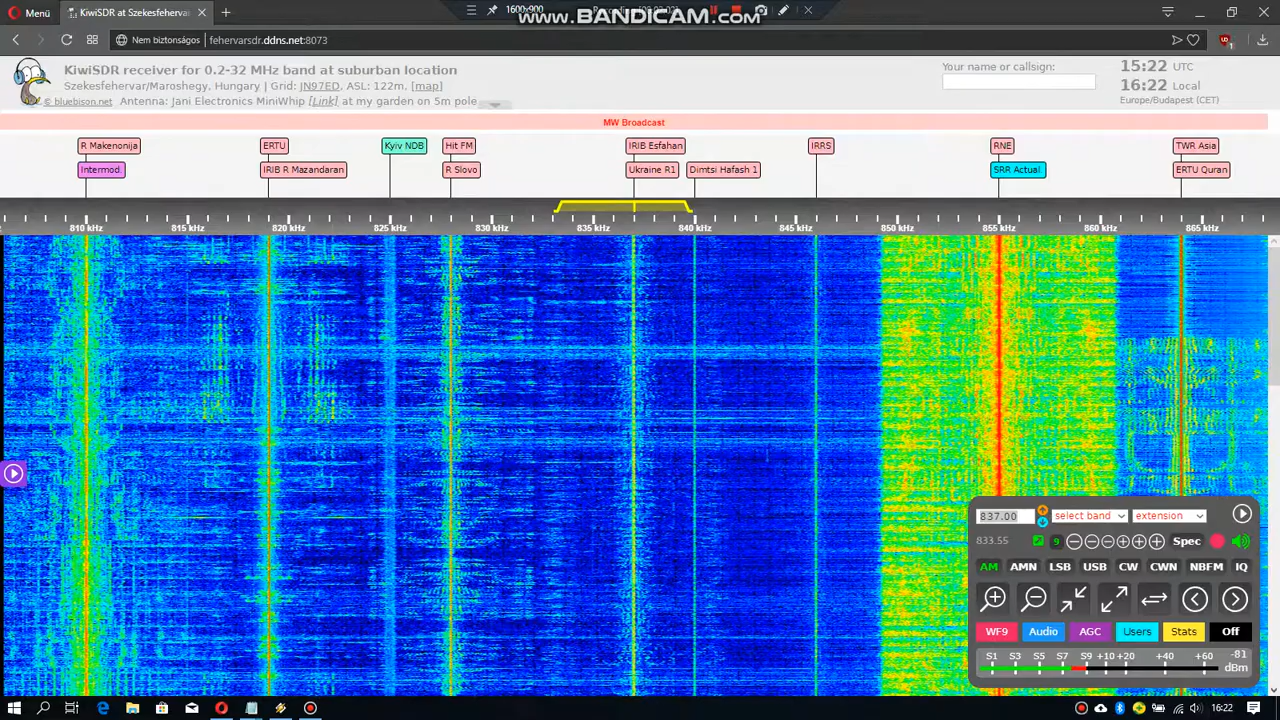 Menü
KiwiSDR at Szekesfehervar
1600x900
www.BANDICAM.com
Nem biztonságos
fehervarsdr.ddns.net:8073
KiwiSDR receiver for 0.2-32 MHz band at suburban location
Szekesfehervar/Maroshegy, Hungary | Grid: JN97ED, ASL: 122m, [map]
© bluebison.net
Antenna: Jani Electronics MiniWhip [Link] at my garden on 5m pole
Your name or callsign:
15:22 UTC
16:22 Local
Europe/Budapest (CET)
MW Broadcast
R Makenonija
ERTU
Kyiv NDB
Hit FM
IRIB Esfahan
IRRS
RNE
TWR Asia
Intermod.
IRIB R Mazandaran
R Slovo
Ukraine R1
Dimtsi Hafash 1
SRR Actual.
ERTU Quran
810 kHz 815 kHz 820 kHz 825 kHz 830 kHz 835 kHz 840 kHz 845 kHz 850 kHz 855 kHz 860 kHz 865 kHz
837.00 select band extension
833.55 9 Spec
AM AMN LSB USB CW CWN NBFM IQ
WF9 Audio AGC Users Stats Off
S1 S3 S5 S7 S9 +10 +20 +40 +60 -81
dBm
16:22